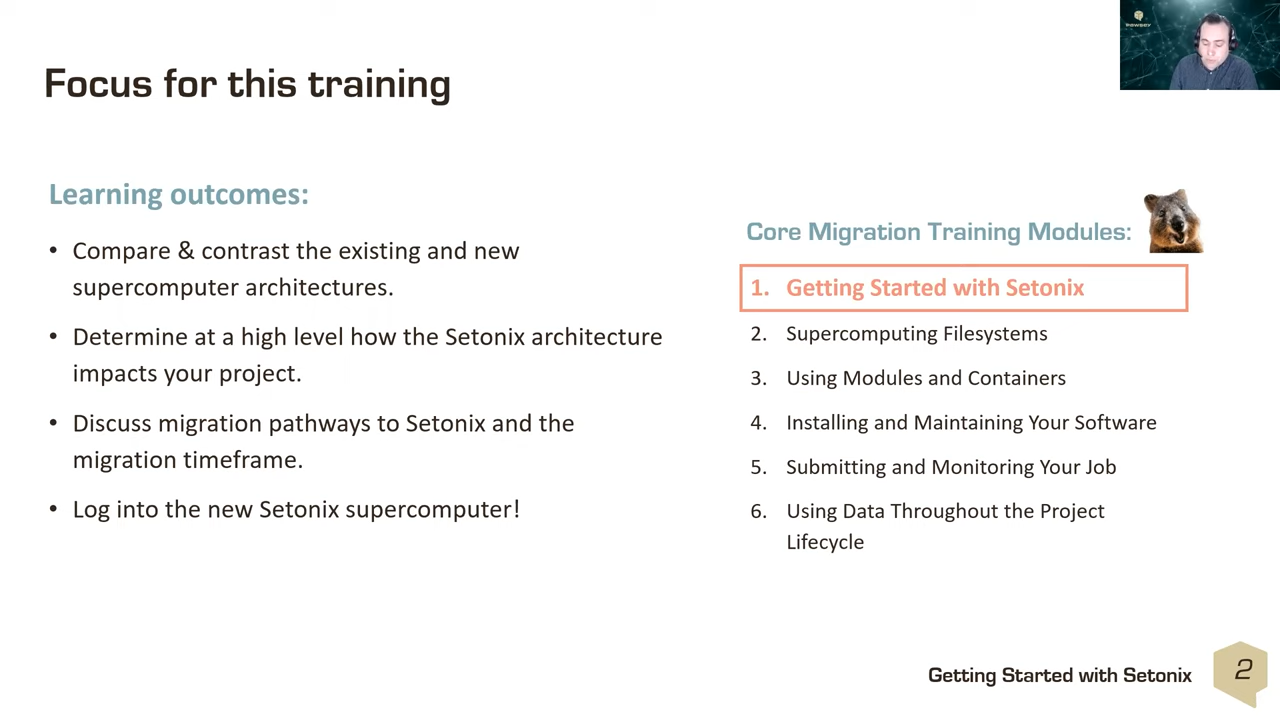 Focus for this training
Learning outcomes:
• Compare & contrast the existing and new
supercomputer architectures.
• Determine at a high level how the Setonix architecture
impacts your project.
• Discuss migration pathways to Setonix and the
migration timeframe.
• Log into the new Setonix supercomputer!
Core Migration Training Modules:
1. Getting Started with Setonix
2. Supercomputing Filesystems
3. Using Modules and Containers
4. Installing and Maintaining Your Software
5. Submitting and Monitoring Your Job
6. Using Data Throughout the Project
Lifecycle
Getting Started with Setonix
2